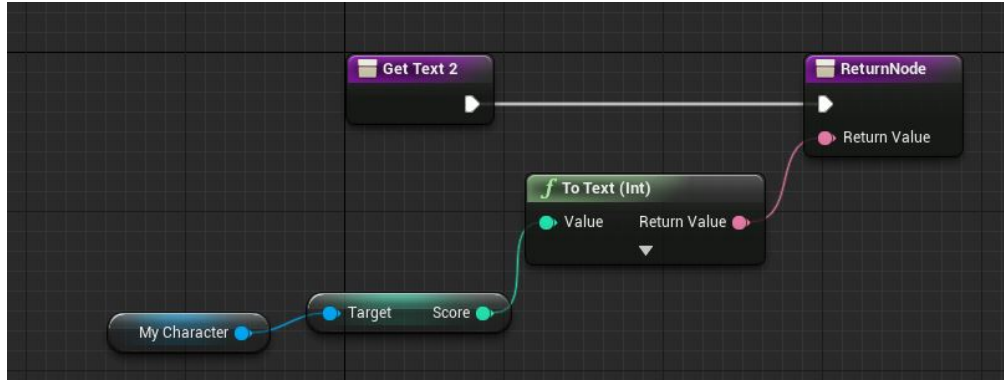 Get Text 2
ReturnNode
Return Value
f To Text (Int)
Value Return Value
Target Score
My Character